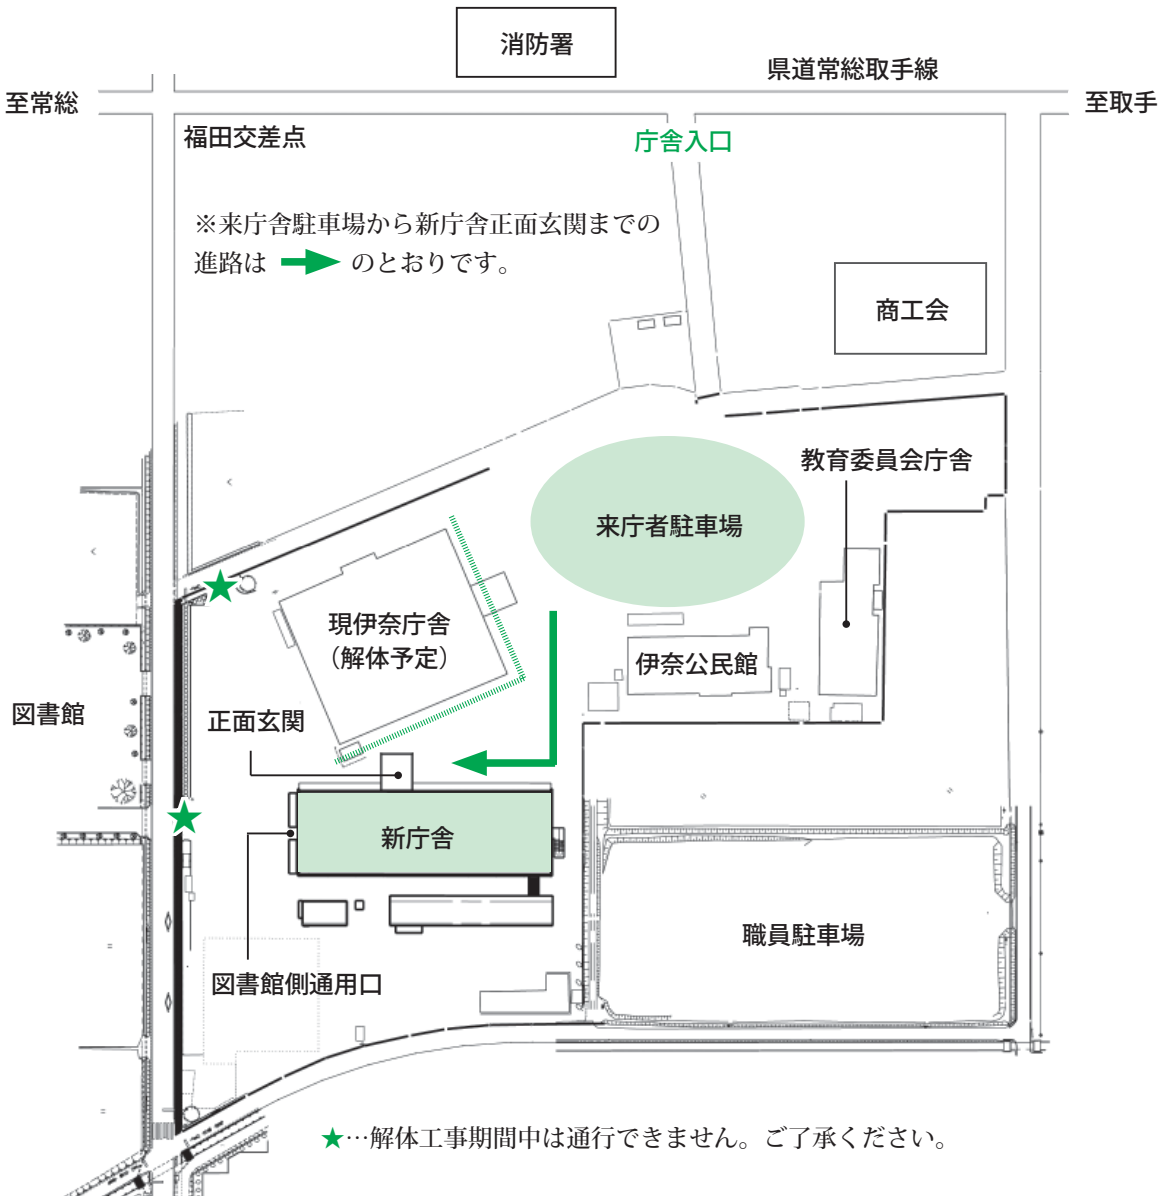 消防署
県道常総取手線
至常総
至取手
福田交差点
庁舎入口
※来庁舎駐車場から新庁舎正面玄関までの
進路は のとおりです。
商工会
教育委員会庁舎
来庁者駐車場
現伊奈庁舎
（解体予定）
伊奈公民館
図書館
正面玄関
新庁舎
職員駐車場
図書館側通用口
★…解体工事期間中は通行できません。ご了承ください。